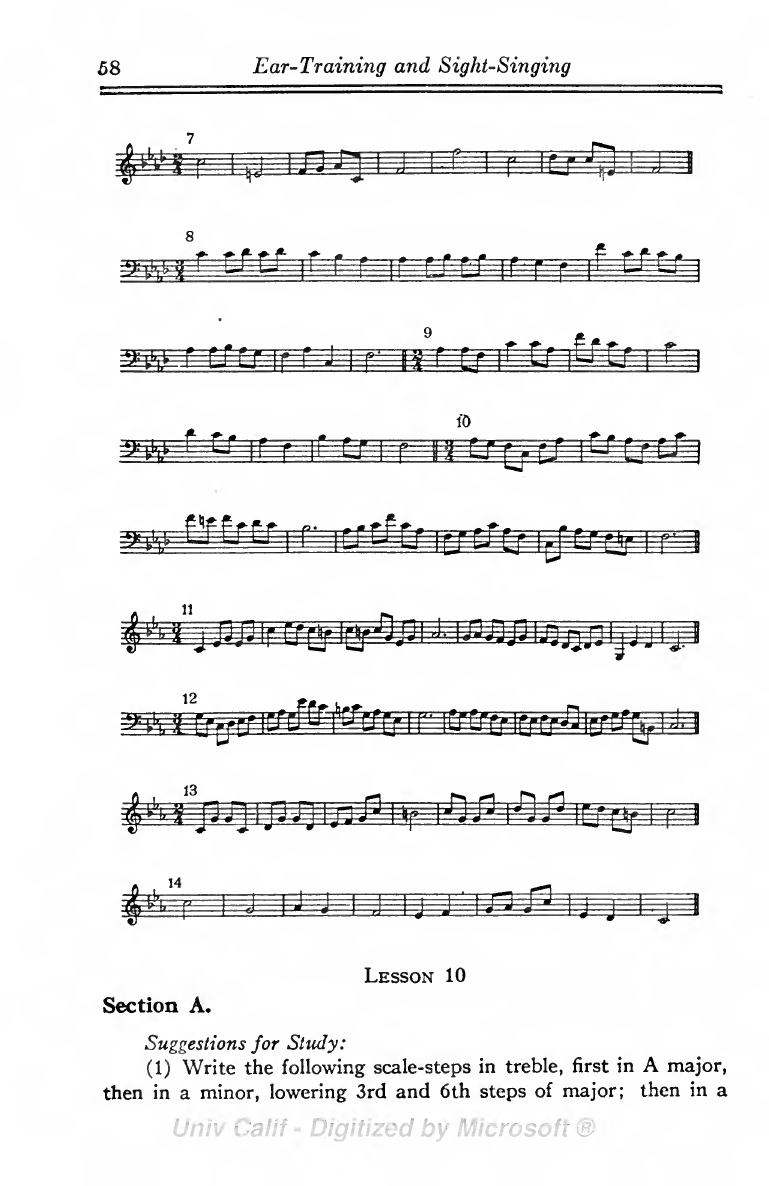 58 Ear-Training and Sight-Singing
7
8
9
10
11
12
13
14
Lesson 10
Section A.
Suggestions for Study:
(1) Write the following scale-steps in treble, first in A major,
then in a minor, lowering 3rd and 6th steps of major; then in a
Univ Calif - Digitized by Microsoft ®